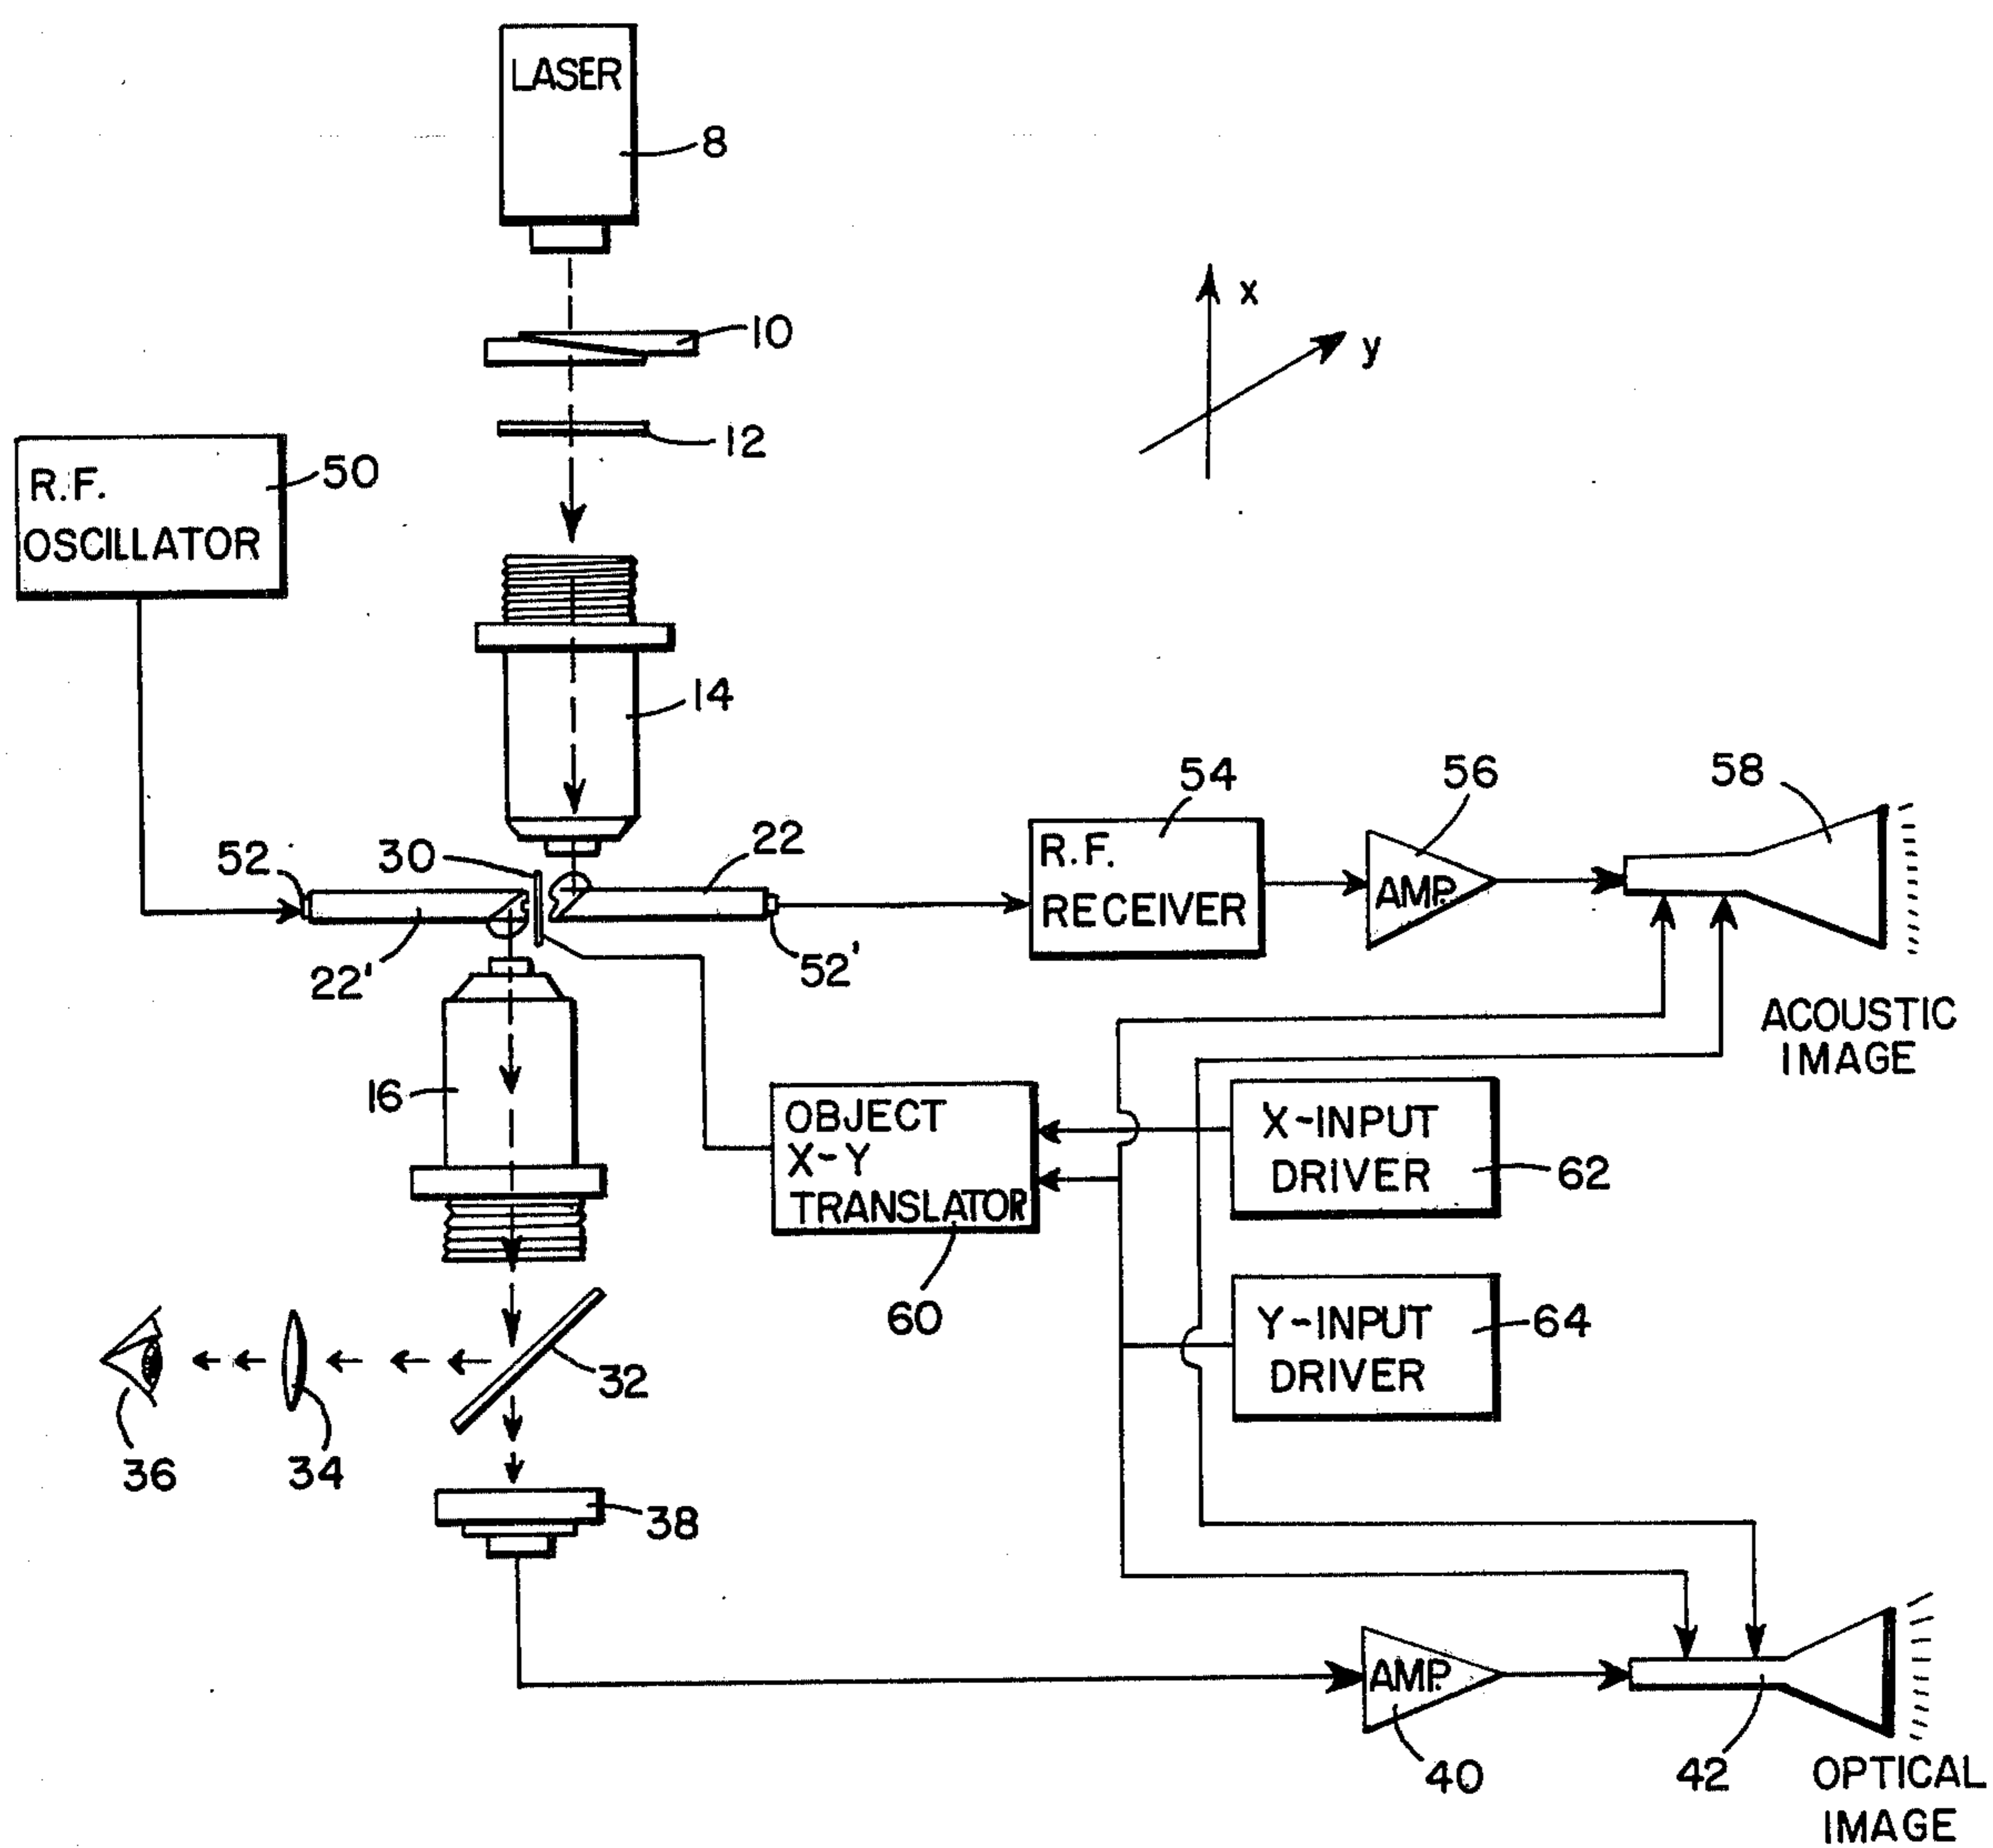 LASER
8
10
12
x
y
R.F.
OSCILLATOR
50
14
52
30
22
22'
52'
54
R.F.
RECEIVER
56
AMP.
58
ACOUSTIC
IMAGE
16
OBJECT
X-Y
TRANSLATOR
60
X-INPUT
DRIVER
62
Y-INPUT
DRIVER
64
32
34
36
38
AMP.
40
42
OPTICAL
IMAGE